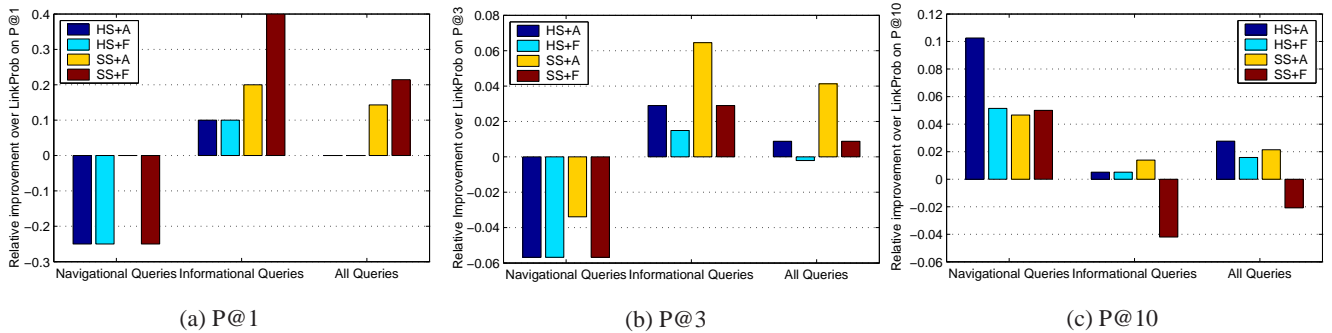 Relative improvement over LinkProb on P@1
0.4
0.3
0.2
0.1
0
-0.1
-0.2
-0.3
HS+A
HS+F
SS+A
SS+F
Navigational Queries Informational Queries All Queries
(a) P@1
Relative Improvement over LinkProb on P@3
0.08
0.06
0.04
0.02
0
-0.02
-0.04
-0.06
HS+A
HS+F
SS+A
SS+F
Navigational Queries Informational Queries All Queries
(b) P@3
Relative improvement over LinkProb on P@10
0.12
0.1
0.08
0.06
0.04
0.02
0
-0.02
-0.04
-0.06
HS+A
HS+F
SS+A
SS+F
Navigational Queries Informational Queries All Queries
(c) P@10